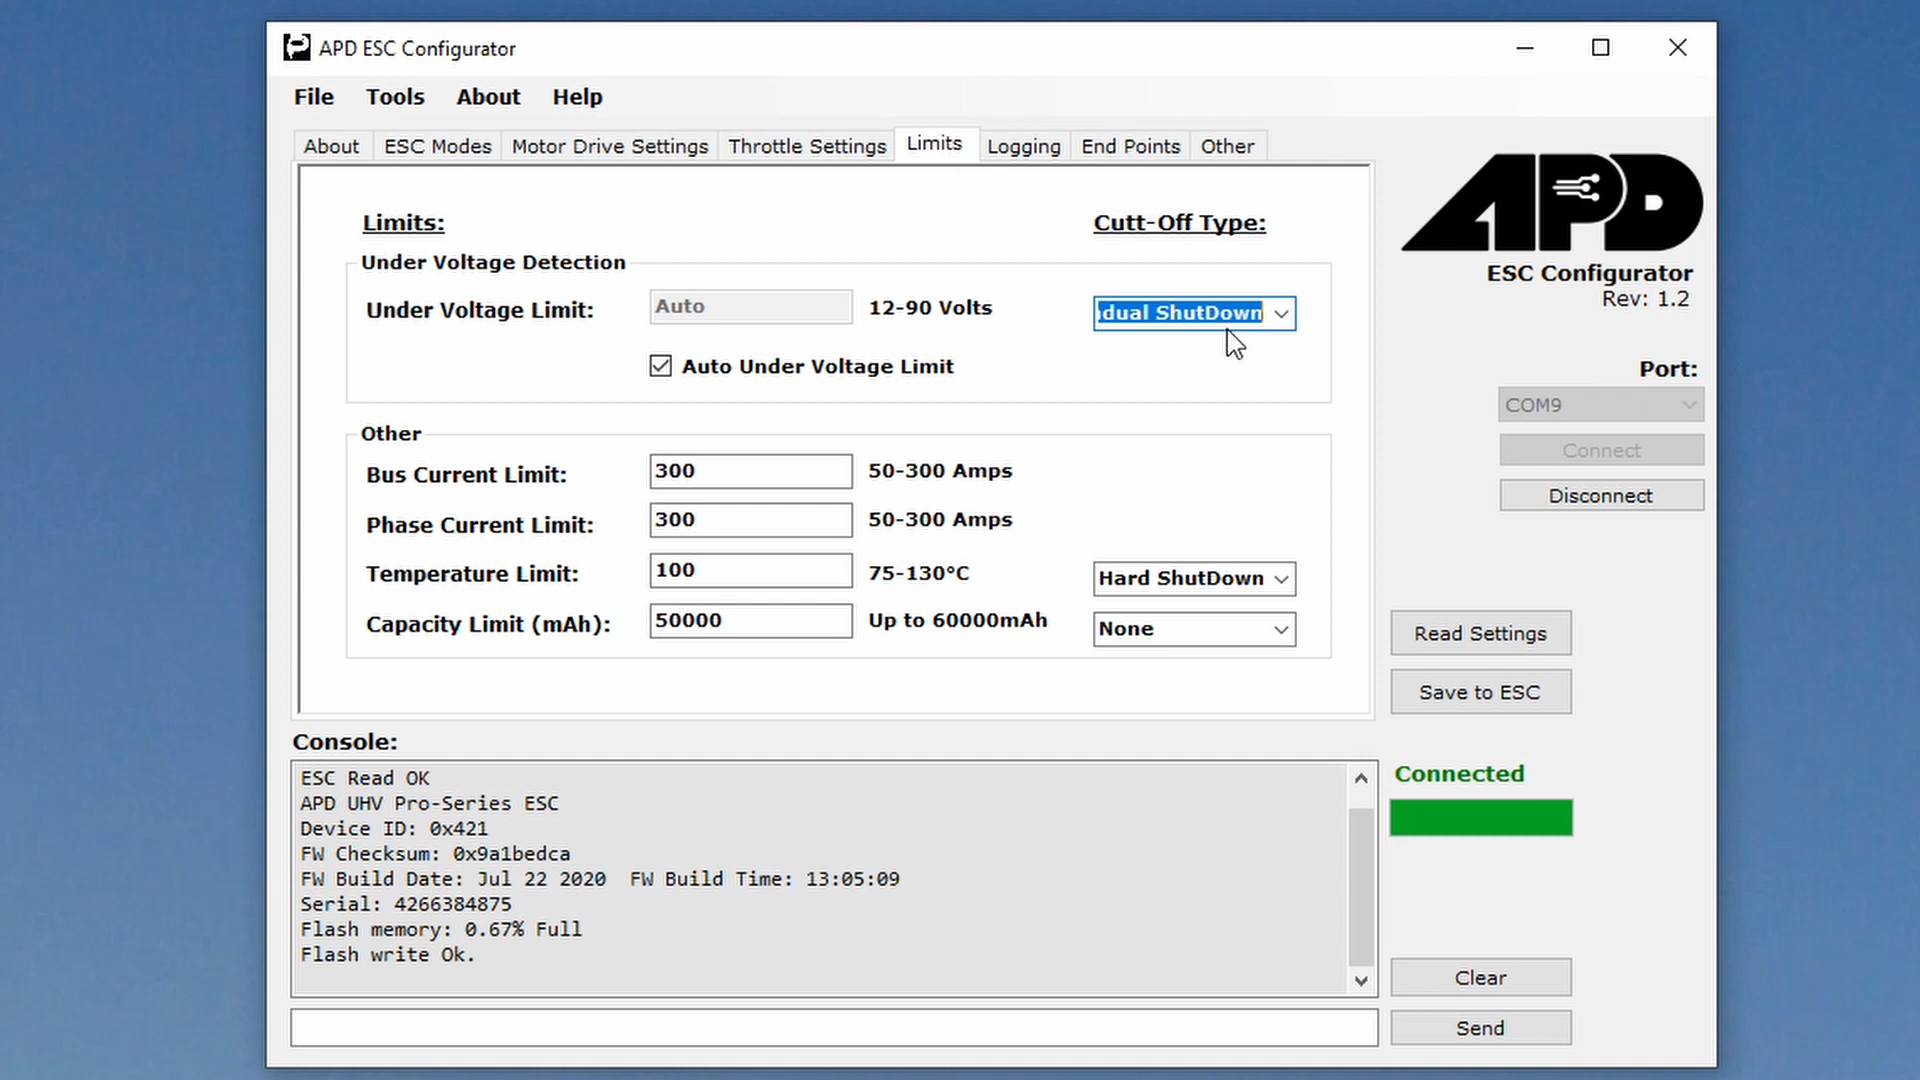 APD ESC Configurator
File Tools About Help
About ESC Modes Motor Drive Settings Throttle Settings Limits Logging End Points Other
Limits: Cutt-Off Type:
Under Voltage Detection
Under Voltage Limit: Auto 12-90 Volts dual ShutDown
Auto Under Voltage Limit
Other
Bus Current Limit: 300 50-300 Amps
Phase Current Limit: 300 50-300 Amps
Temperature Limit: 100 75-130°C Hard ShutDown
Capacity Limit (mAh): 50000 Up to 60000mAh None
APD
ESC Configurator
Rev: 1.2
Port:
COM9
Connect
Disconnect
Read Settings
Save to ESC
Console:
ESC Read OK
APD UHV Pro-Series ESC
Device ID: 0x421
FW Checksum: 0x9a1bedca
FW Build Date: Jul 22 2020 FW Build Time: 13:05:09
Serial: 4266384875
Flash memory: 0.67% Full
Flash write Ok.
Connected
Clear
Send